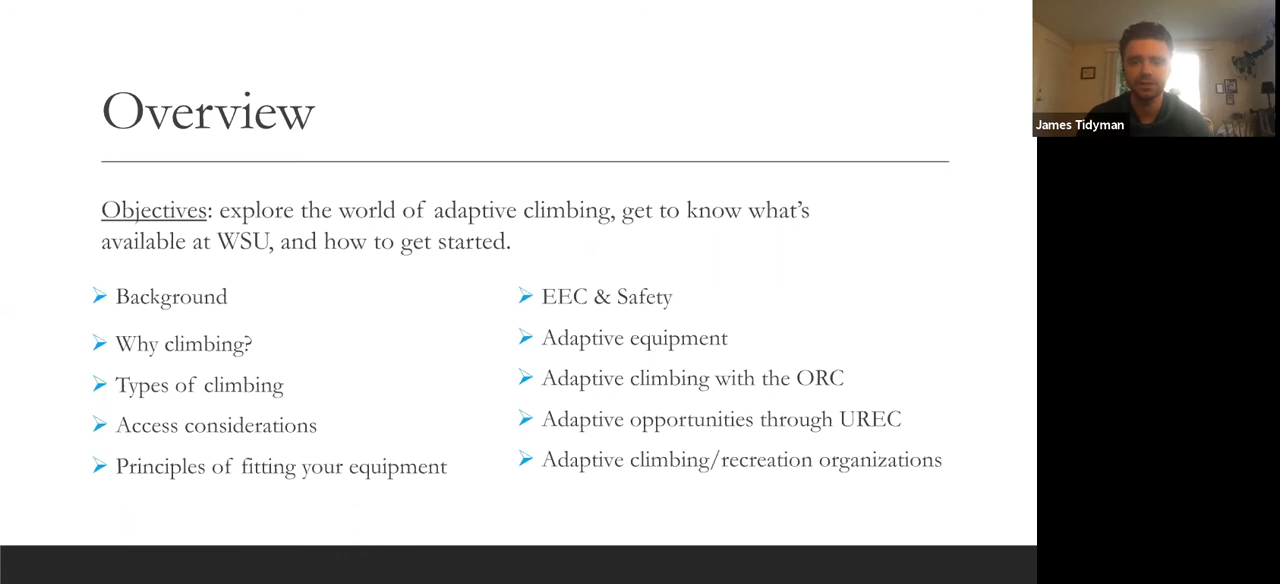 Overview
Objectives: explore the world of adaptive climbing, get to know what’s
available at WSU, and how to get started.
Background
Why climbing?
Types of climbing
Access considerations
Principles of fitting your equipment
EEC & Safety
Adaptive equipment
Adaptive climbing with the ORC
Adaptive opportunities through UREC
Adaptive climbing/recreation organizations
James Tidyman